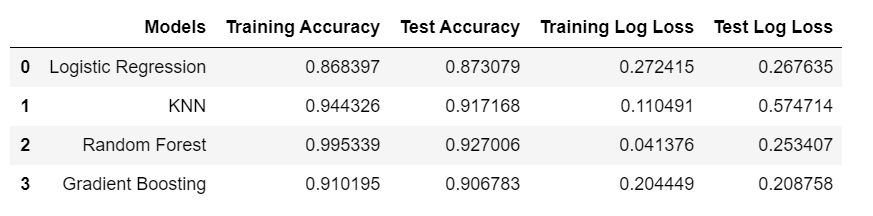 Models Training Accuracy Test Accuracy Training Log Loss Test Log Loss
0 Logistic Regression 0.868397 0.873079 0.272415 0.267635
1 KNN 0.944326 0.917168 0.110491 0.574714
2 Random Forest 0.995339 0.927006 0.041376 0.253407
3 Gradient Boosting 0.910195 0.906783 0.204449 0.208758